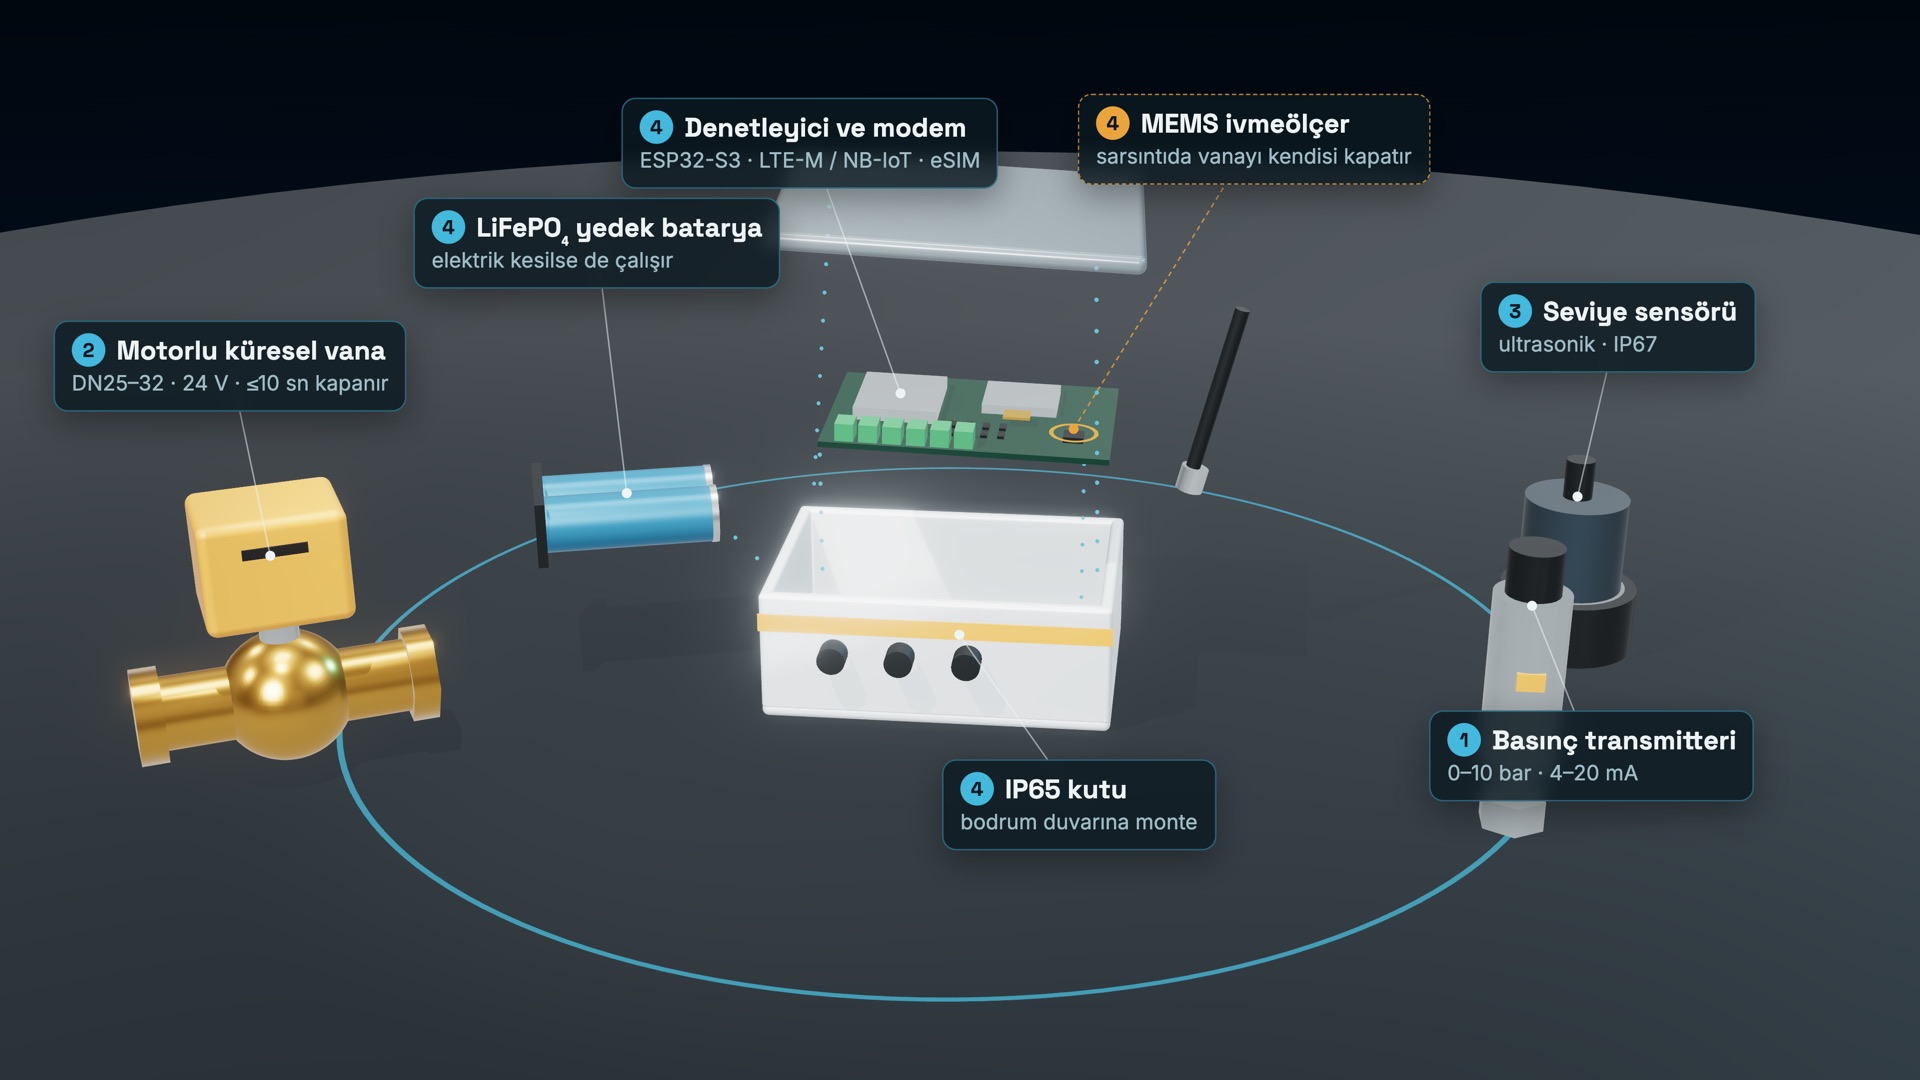 4 Denetleyici ve modem
ESP32-S3 · LTE-M / NB-IoT · eSIM
4 MEMS ivmeölçer
sarsıntıda vanayı kendisi kapatır
4 LiFePO₄ yedek batarya
elektrik kesilse de çalışır
3 Seviye sensörü
ultrasonik · IP67
2 Motorlu küresel vana
DN25–32 · 24 V · ≤10 sn kapanır
1 Basınç transmitteri
0–10 bar · 4–20 mA
4 IP65 kutu
bodrum duvarına monte